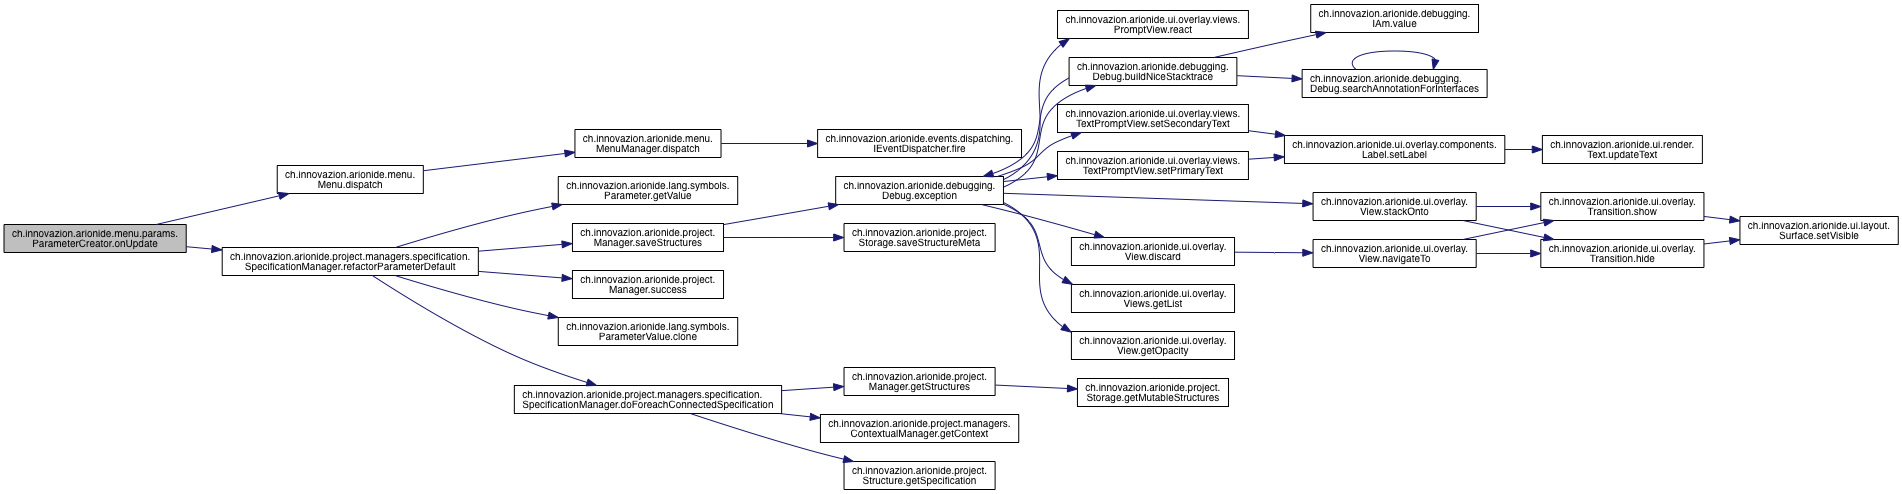 ch.innovazion.arionide.menu.params.
ParameterCreator.onUpdate
ch.innovazion.arionide.menu.
Menu.dispatch
ch.innovazion.arionide.project.managers.specification.
SpecificationManager.refactorParameterDefault
ch.innovazion.arionide.menu.
MenuManager.dispatch
ch.innovazion.arionide.lang.symbols.
Parameter.getValue
ch.innovazion.arionide.project.
Manager.saveStructures
ch.innovazion.arionide.project.
Manager.success
ch.innovazion.arionide.lang.symbols.
ParameterValue.clone
ch.innovazion.arionide.project.managers.specification.
SpecificationManager.doForeachConnectedSpecification
ch.innovazion.arionide.events.dispatching.
IEventDispatcher.fire
ch.innovazion.arionide.debugging.
Debug.exception
ch.innovazion.arionide.project.
Storage.saveStructureMeta
ch.innovazion.arionide.project.
Manager.getStructures
ch.innovazion.arionide.project.managers.
ContextualManager.getContext
ch.innovazion.arionide.project.
Structure.getSpecification
ch.innovazion.arionide.ui.overlay.views.
PromptView.react
ch.innovazion.arionide.debugging.
Debug.buildNiceStacktrace
ch.innovazion.arionide.ui.overlay.views.
TextPromptView.setSecondaryText
ch.innovazion.arionide.ui.overlay.views.
TextPromptView.setPrimaryText
ch.innovazion.arionide.ui.overlay.
View.discard
ch.innovazion.arionide.ui.overlay.
Views.getList
ch.innovazion.arionide.ui.overlay.
View.getOpacity
ch.innovazion.arionide.project.
Storage.getMutableStructures
ch.innovazion.arionide.debugging.
IAm.value
ch.innovazion.arionide.debugging.
Debug.searchAnnotationForInterfaces
ch.innovazion.arionide.ui.overlay.components.
Label.setLabel
ch.innovazion.arionide.ui.overlay.
View.stackOnto
ch.innovazion.arionide.ui.overlay.
View.navigateTo
ch.innovazion.arionide.ui.render.
Text.updateText
ch.innovazion.arionide.ui.overlay.
Transition.show
ch.innovazion.arionide.ui.overlay.
Transition.hide
ch.innovazion.arionide.ui.layout.
Surface.setVisible